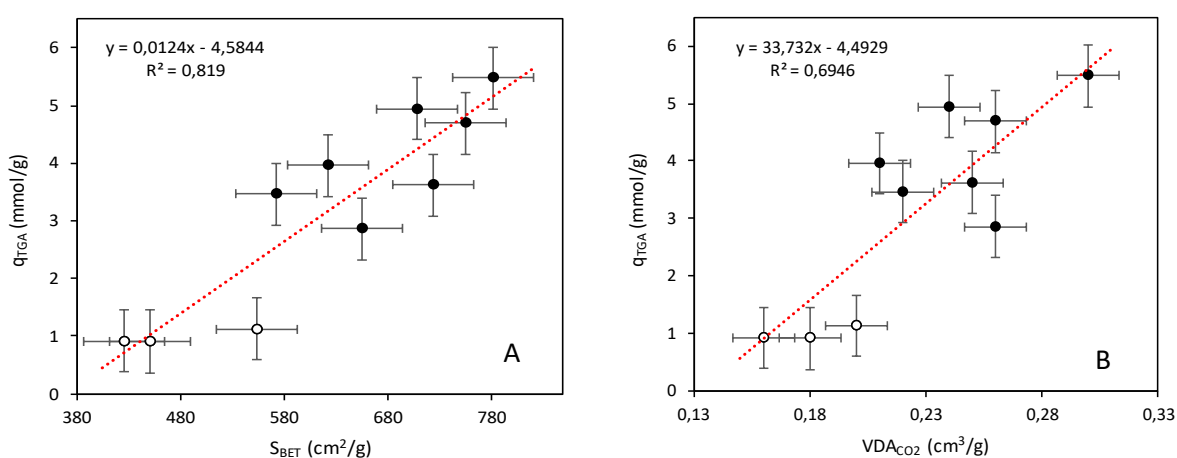 y = 0,0124x - 4,5844
R² = 0,819
6
5
4
3
2
1
0
qTGA (mmol/g)
380 480 580 680 780
SBET (cm²/g)
A
y = 33,732x - 4,4929
R² = 0,6946
6
5
4
3
2
1
0
qTGA (mmol/g)
0,13 0,18 0,23 0,28 0,33
VDACO2 (cm³/g)
B